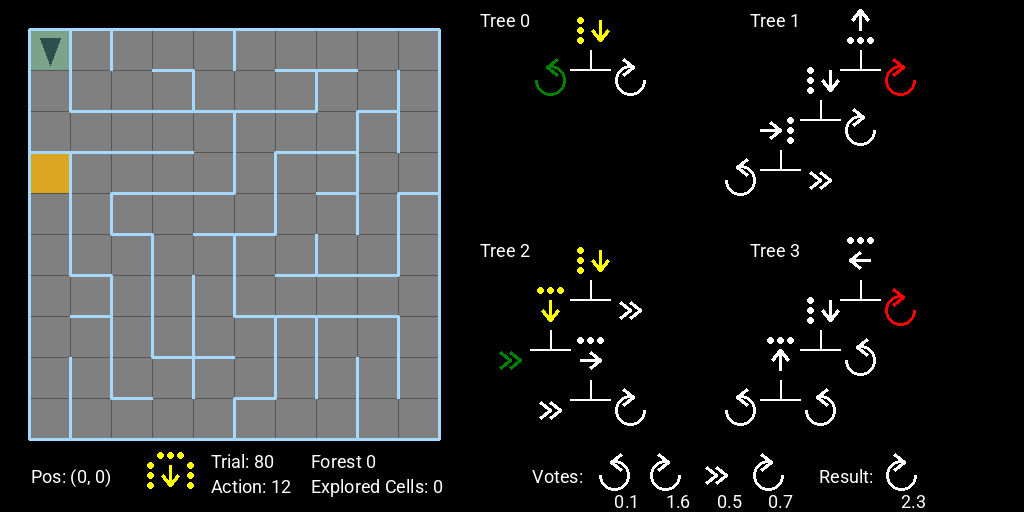 Tree 0
Tree 1
Tree 2
Tree 3
Pos: (0, 0)
Trial: 80
Forest 0
Action: 12
Explored Cells: 0
Votes:
0.1
1.6
0.5
0.7
Result:
2.3